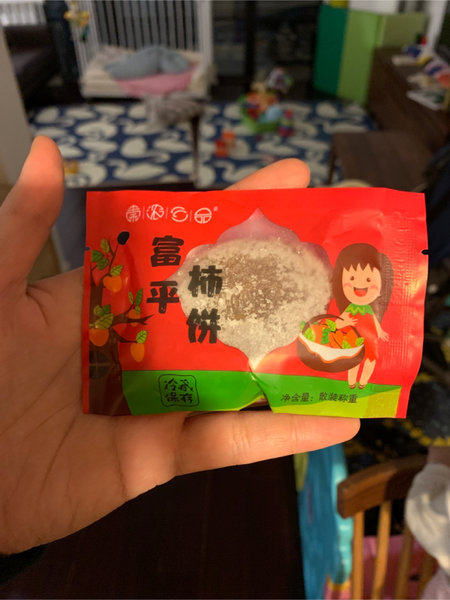 富平
柿饼
冷藏
保存
净含量：散装称重